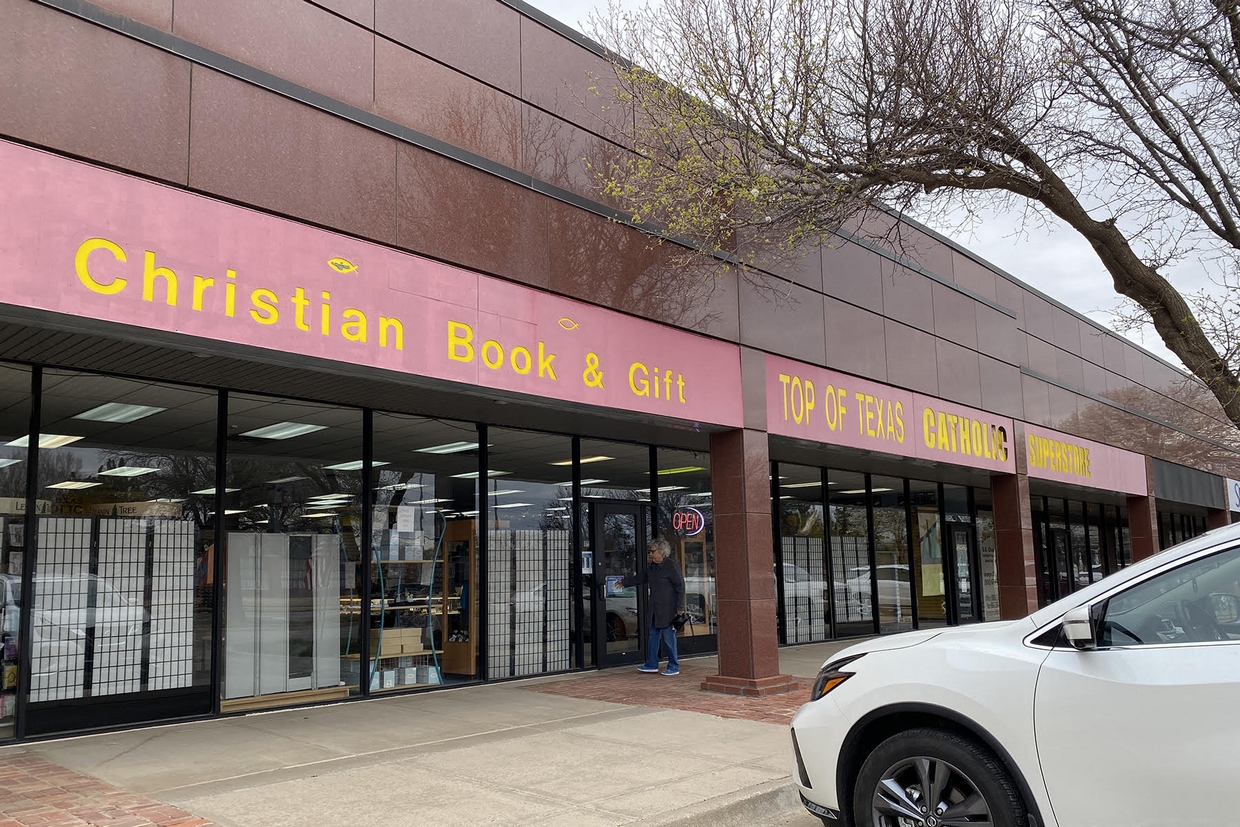 Christian Book & Gift
TOP OF TEXAS CATHOLIC SUPERSTORE
OPEN